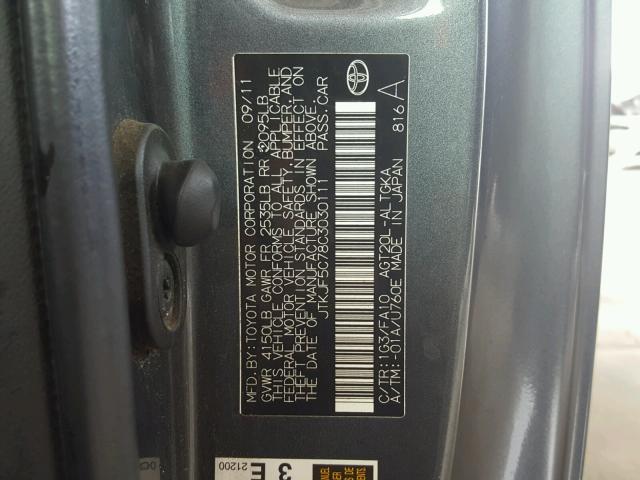 MFD. BY: TOYOTA MOTOR CORPORATION 09/11
GVWR 4150LB GAWR FR 2535LB RR 2095LB
THIS VEHICLE CONFORMS TO ALL APPLICABLE
FEDERAL MOTOR VEHICLE SAFETY, BUMPER, AND
THEFT PREVENTION STANDARDS IN EFFECT ON
THE DATE OF MANUFACTURE SHOWN ABOVE.
JTKJF5C78C3030111 PASS. CAR
C/TR: 1G3/FA10 AGT20L-ALTGKA
A/TM: -01A/U760E MADE IN JAPAN 816 A
21200
E
3